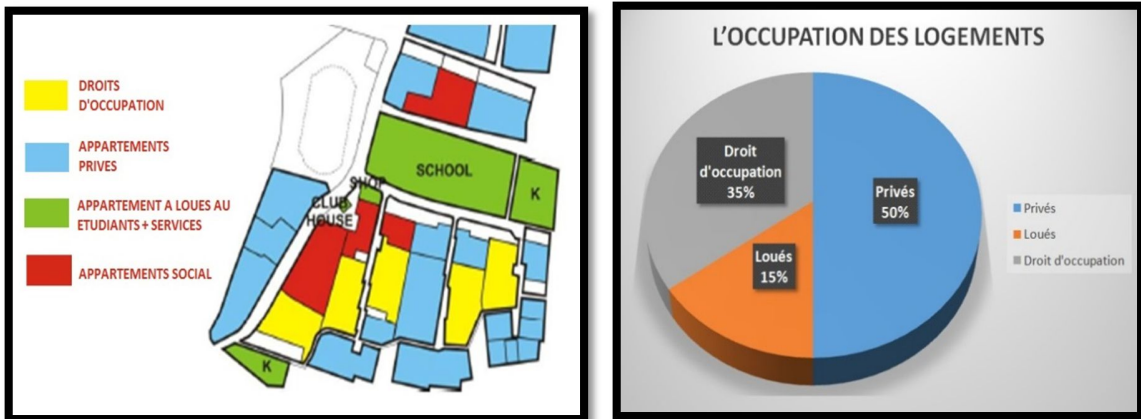 DROITS
D'OCCUPATION
APPARTEMENTS
PRIVES
APPARTEMENT A LOUES AU
ETUDIANTS + SERVICES
APPARTEMENTS SOCIAL
SCHOOL
K
SHOP
CLUB
HOUSE
K
L'OCCUPATION DES LOGEMENTS
Droit
d'occupation
35%
Privés
50%
Loués
15%
Privés
Loués
Droit d'occupation